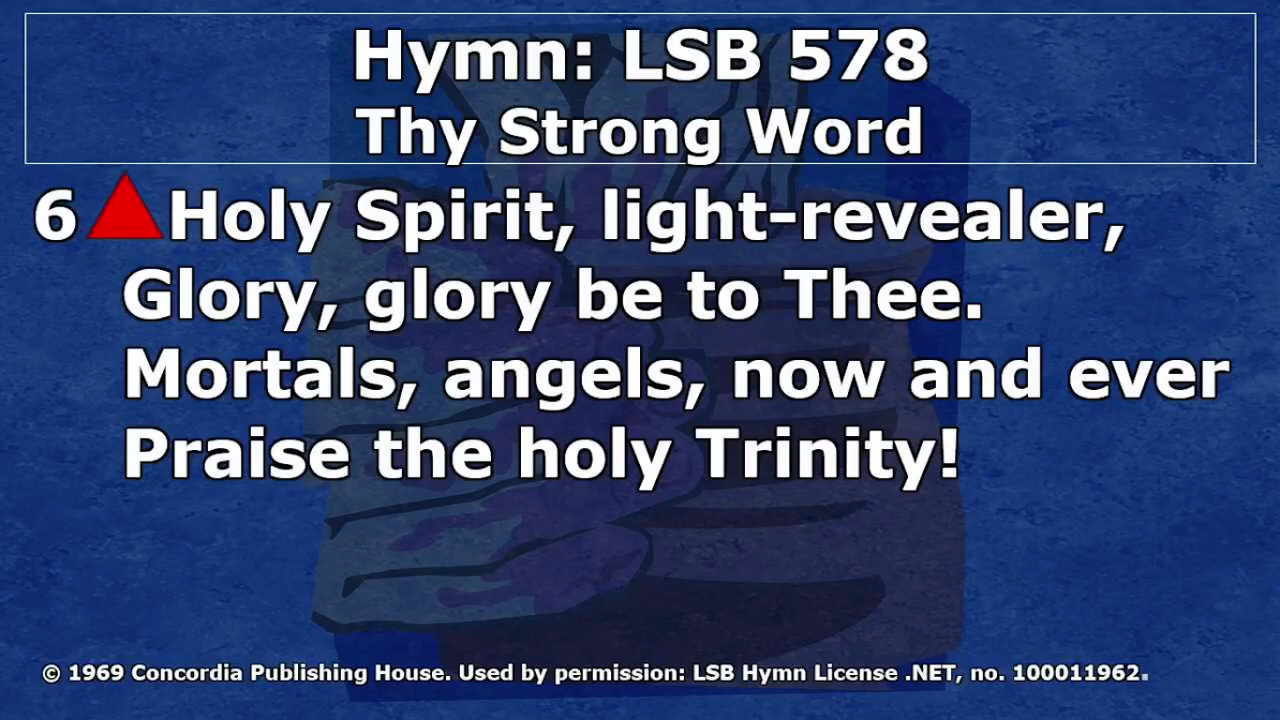 Hymn: LSB 578
Thy Strong Word
6 Holy Spirit, light-revealer,
Glory, glory be to Thee.
Mortals, angels, now and ever
Praise the holy Trinity!
© 1969 Concordia Publishing House. Used by permission: LSB Hymn License .NET, no. 100011962.